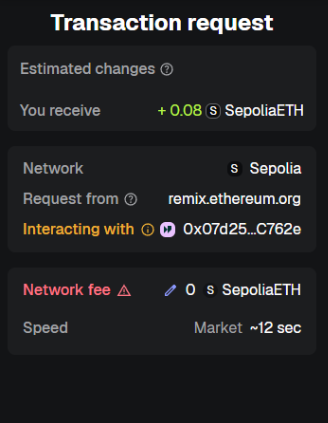 Transaction request
Estimated changes
You receive + 0.08 S SepoliaETH
Network S Sepolia
Request from remix.ethereum.org
Interacting with 0x07d25...C762e
Network fee 0 S SepoliaETH
Speed Market ~12 sec